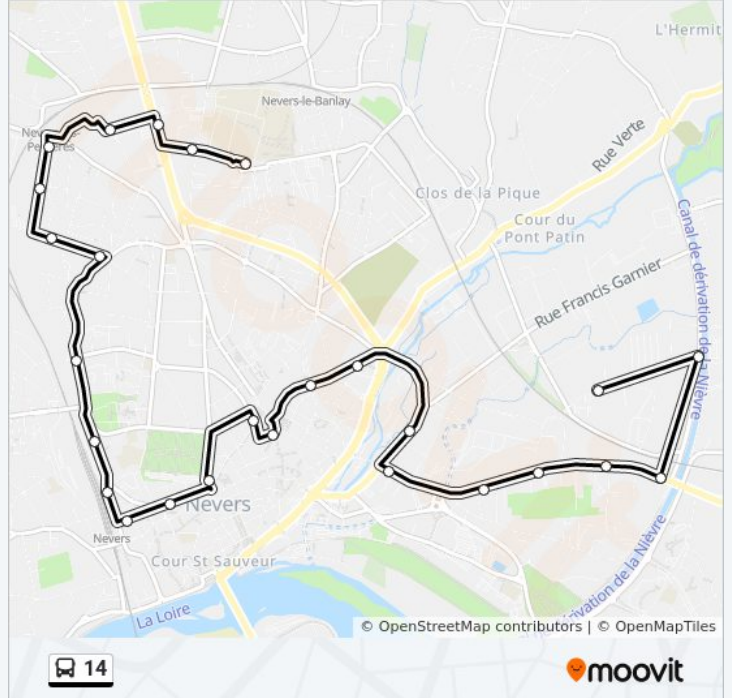 L'Hermit
Nevers-le-Banlay
Rue Verte
Clos de la Pique
Cour du
Pont Patin
Canal de dérivation de la Nièvre
Rue Francis Garnier
Nevers
Nevers
Cour St Sauveur
La Loire
rivation de la Nièvre
© OpenStreetMap contributors | © OpenMapTiles
14
moovit